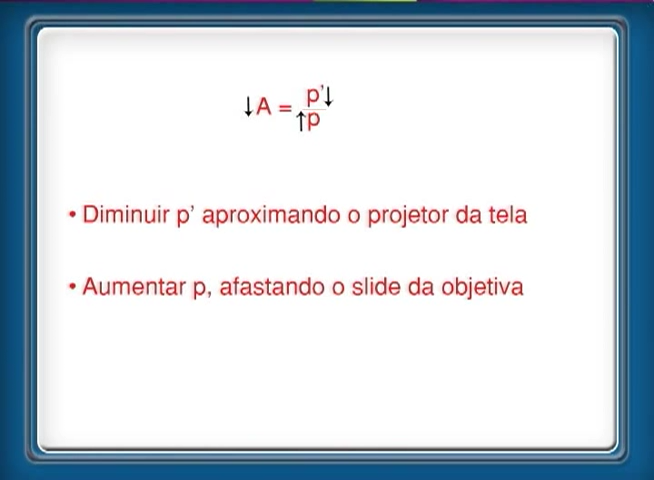 ↓A = p'↓
↑p
• Diminuir p’ aproximando o projetor da tela
• Aumentar p, afastando o slide da objetiva